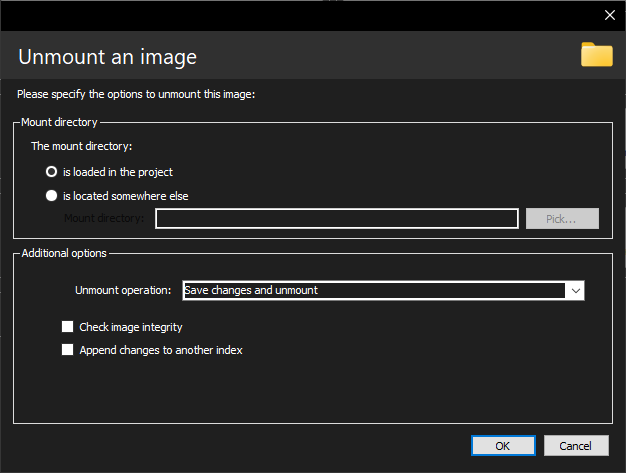 Unmount an image
Please specify the options to unmount this image:
Mount directory
The mount directory:
is loaded in the project
is located somewhere else
Mount directory:
Pick...
Additional options
Unmount operation:
Save changes and unmount
Check image integrity
Append changes to another index
OK
Cancel